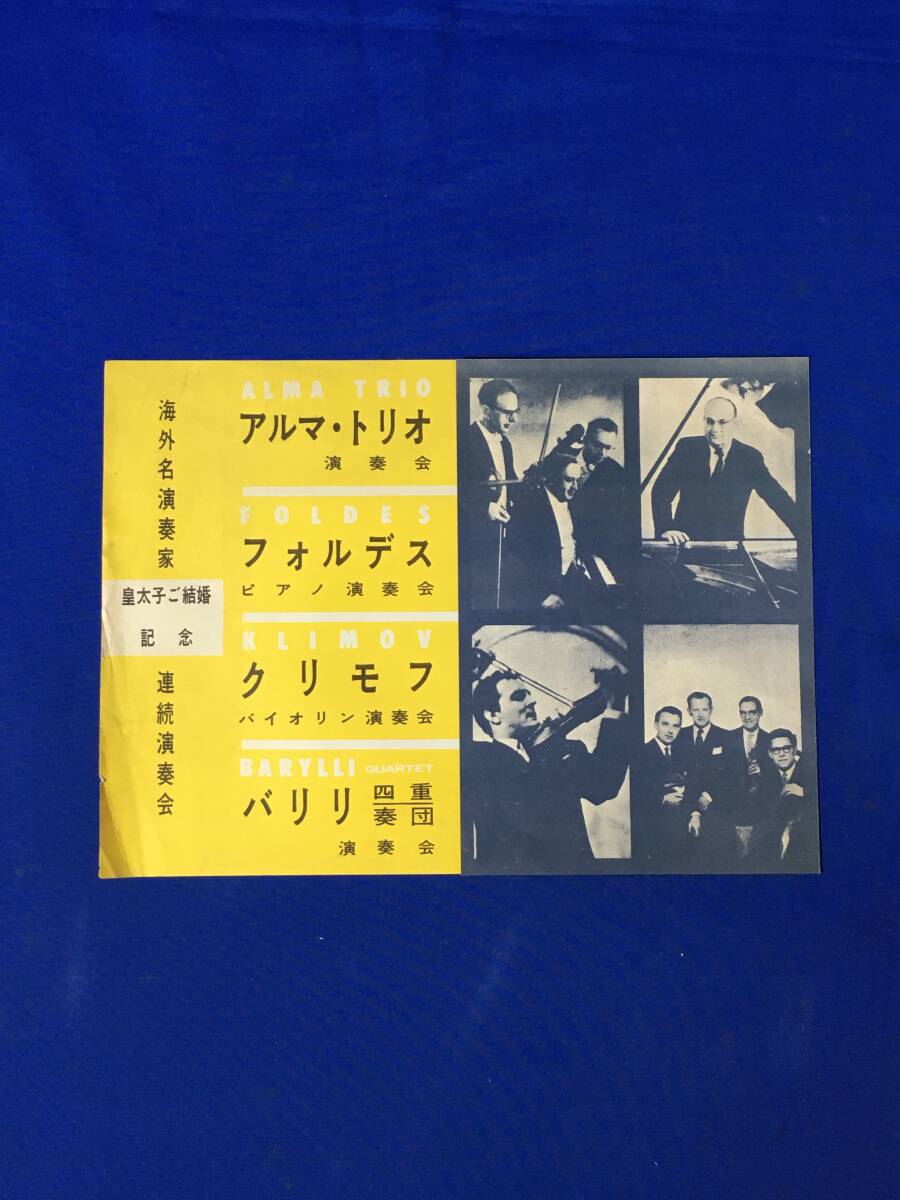 海外名演奏家
皇太子ご結婚
記念
連続演奏会
ALMA TRIO
アルマ・トリオ
演奏会
FOLDES
フォルデス
ピアノ演奏会
KLIMOV
クリモフ
バイオリン演奏会
BARYLLI QUARTET
バリリ四重奏団
演奏会